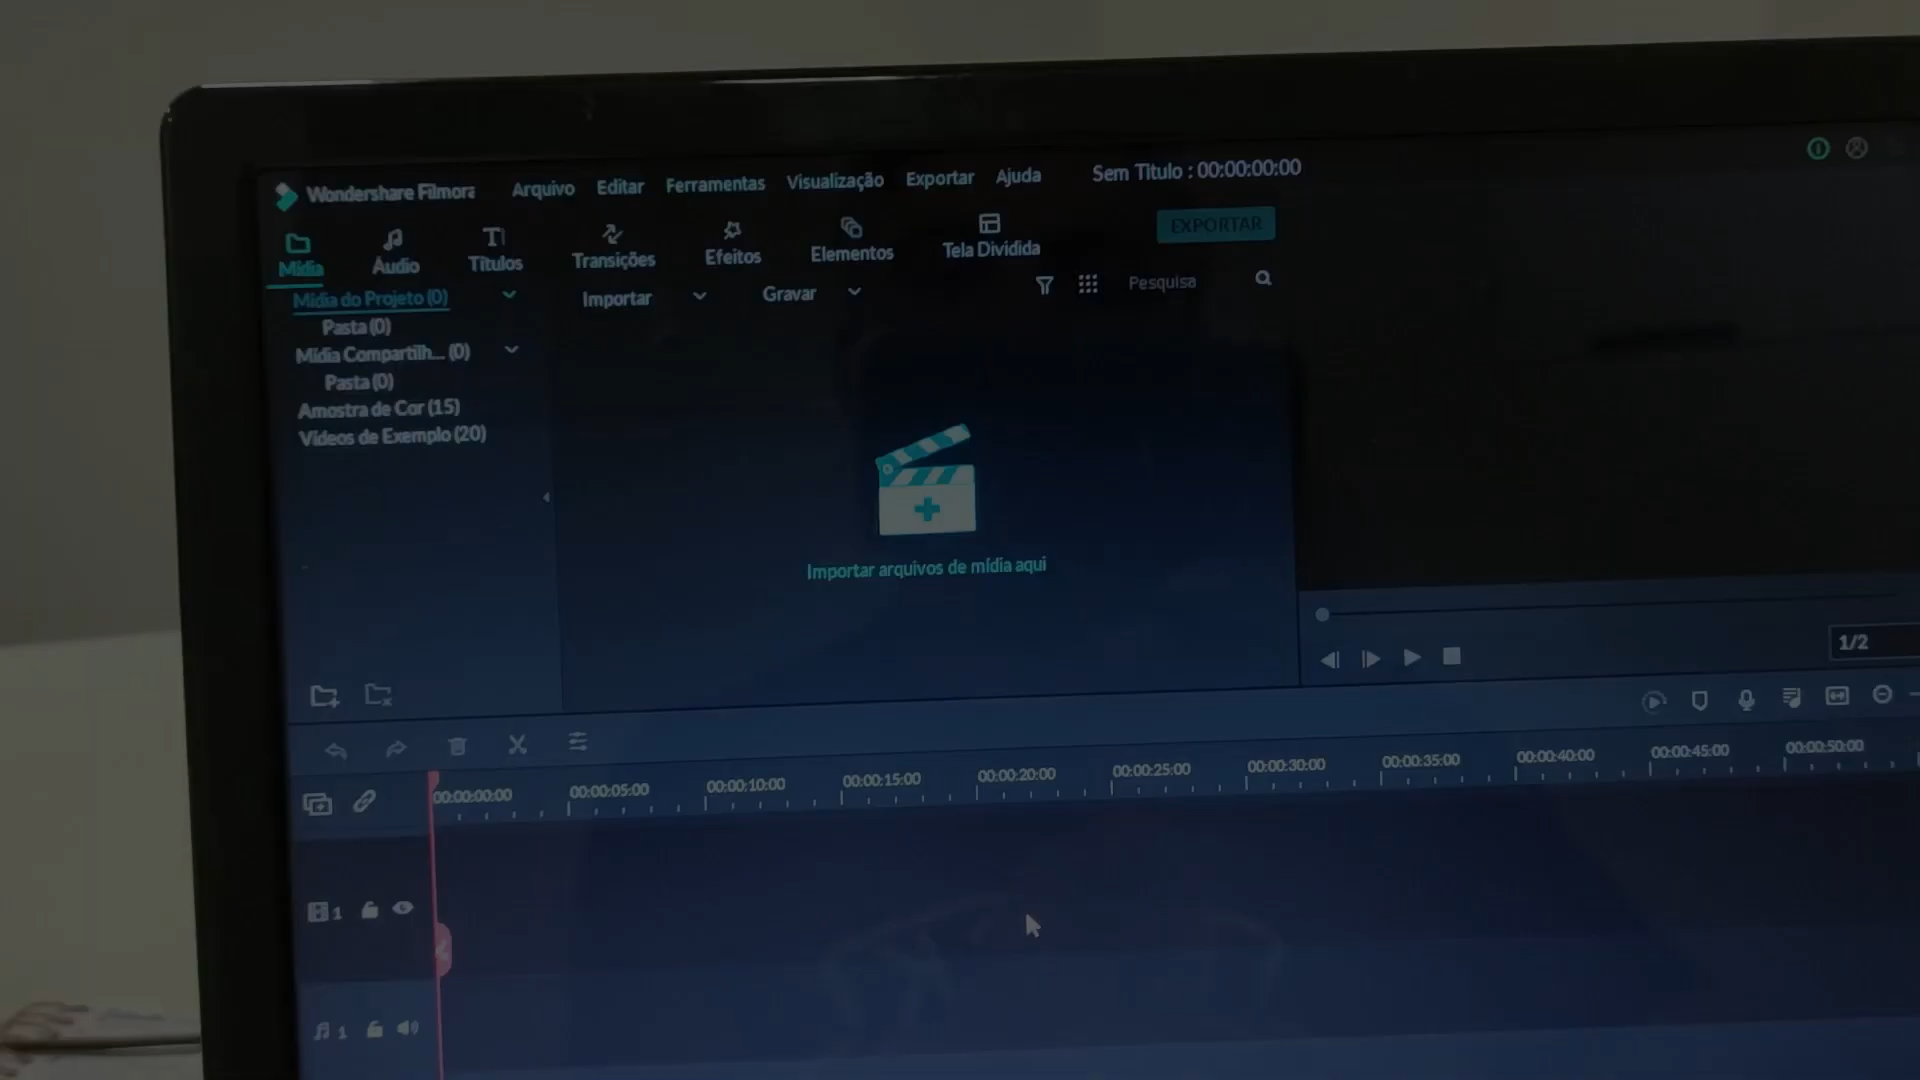 Wondershare Filmora
Arquivo Editar Ferramentas Visualização Exportar Ajuda
Sem Título : 00:00:00:00
Mídia Áudio Títulos Transições Efeitos Elementos Tela Dividida
EXPORTAR
Mídia do Projeto (0)
Importar Gravar
Pesquisa
Pasta (0)
Mídia Compartilh... (0)
Pasta (0)
Amostra de Cor (15)
Vídeos de Exemplo (20)
Importar arquivos de mídia aqui
1/2
00:00:00:00 00:00:05:00 00:00:10:00 00:00:15:00 00:00:20:00 00:00:25:00 00:00:30:00 00:00:35:00 00:00:40:00 00:00:45:00 00:00:50:00
1
1